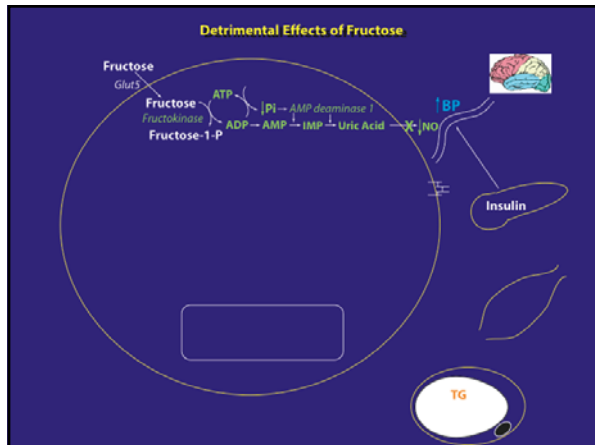 Detrimental Effects of Fructose
Fructose
Glut5
Fructose
Fructokinase
Fructose-1-P
ATP
ADP → AMP → IMP → Uric Acid → X ↓NO
↓Pi → AMP deaminase 1
↑BP
Insulin
TG